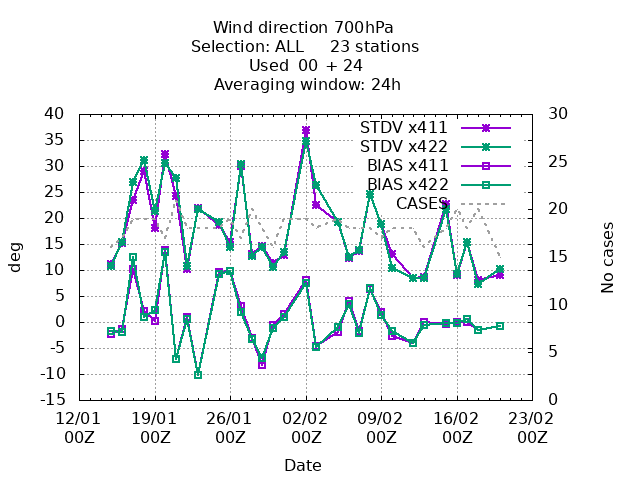 Wind direction 700hPa
Selection: ALL 23 stations
Used 00 + 24
Averaging window: 24h
40
35
30
25
20
15
10
5
0
-5
-10
-15
deg
30
25
20
15
10
5
0
No cases
STDV x411
STDV x422
BIAS x411
BIAS x422
CASES
12/01 19/01 26/01 02/02 09/02 16/02 23/02
00Z 00Z 00Z 00Z 00Z 00Z 00Z
Date